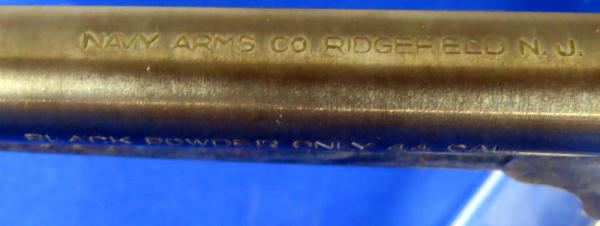 NAVY ARMS CO. RIDGEFIELD N. J.
BLACK POWDER ONLY 44 CAL.